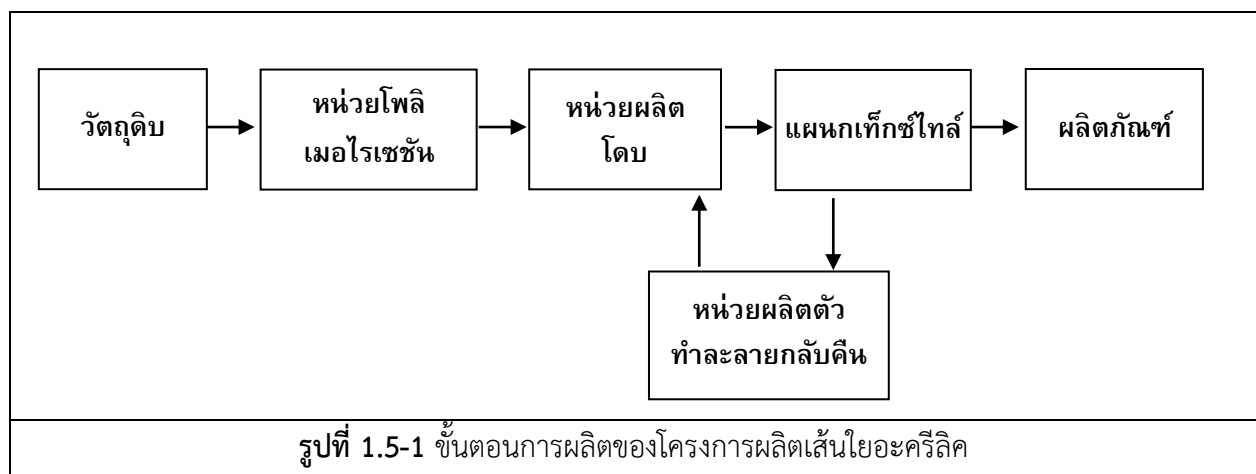 วัตถุดิบ
หน่วยโพลิ
เมอไรเซชัน
หน่วยผลิต
โดบ
แผนกเท็กซ์ไทล์
ผลิตภัณฑ์
หน่วยผลิตตัว
ทำละลายกลับคืน
รูปที่ 1.5-1 ขั้นตอนการผลิตของโครงการผลิตเส้นใยอะครีลิค